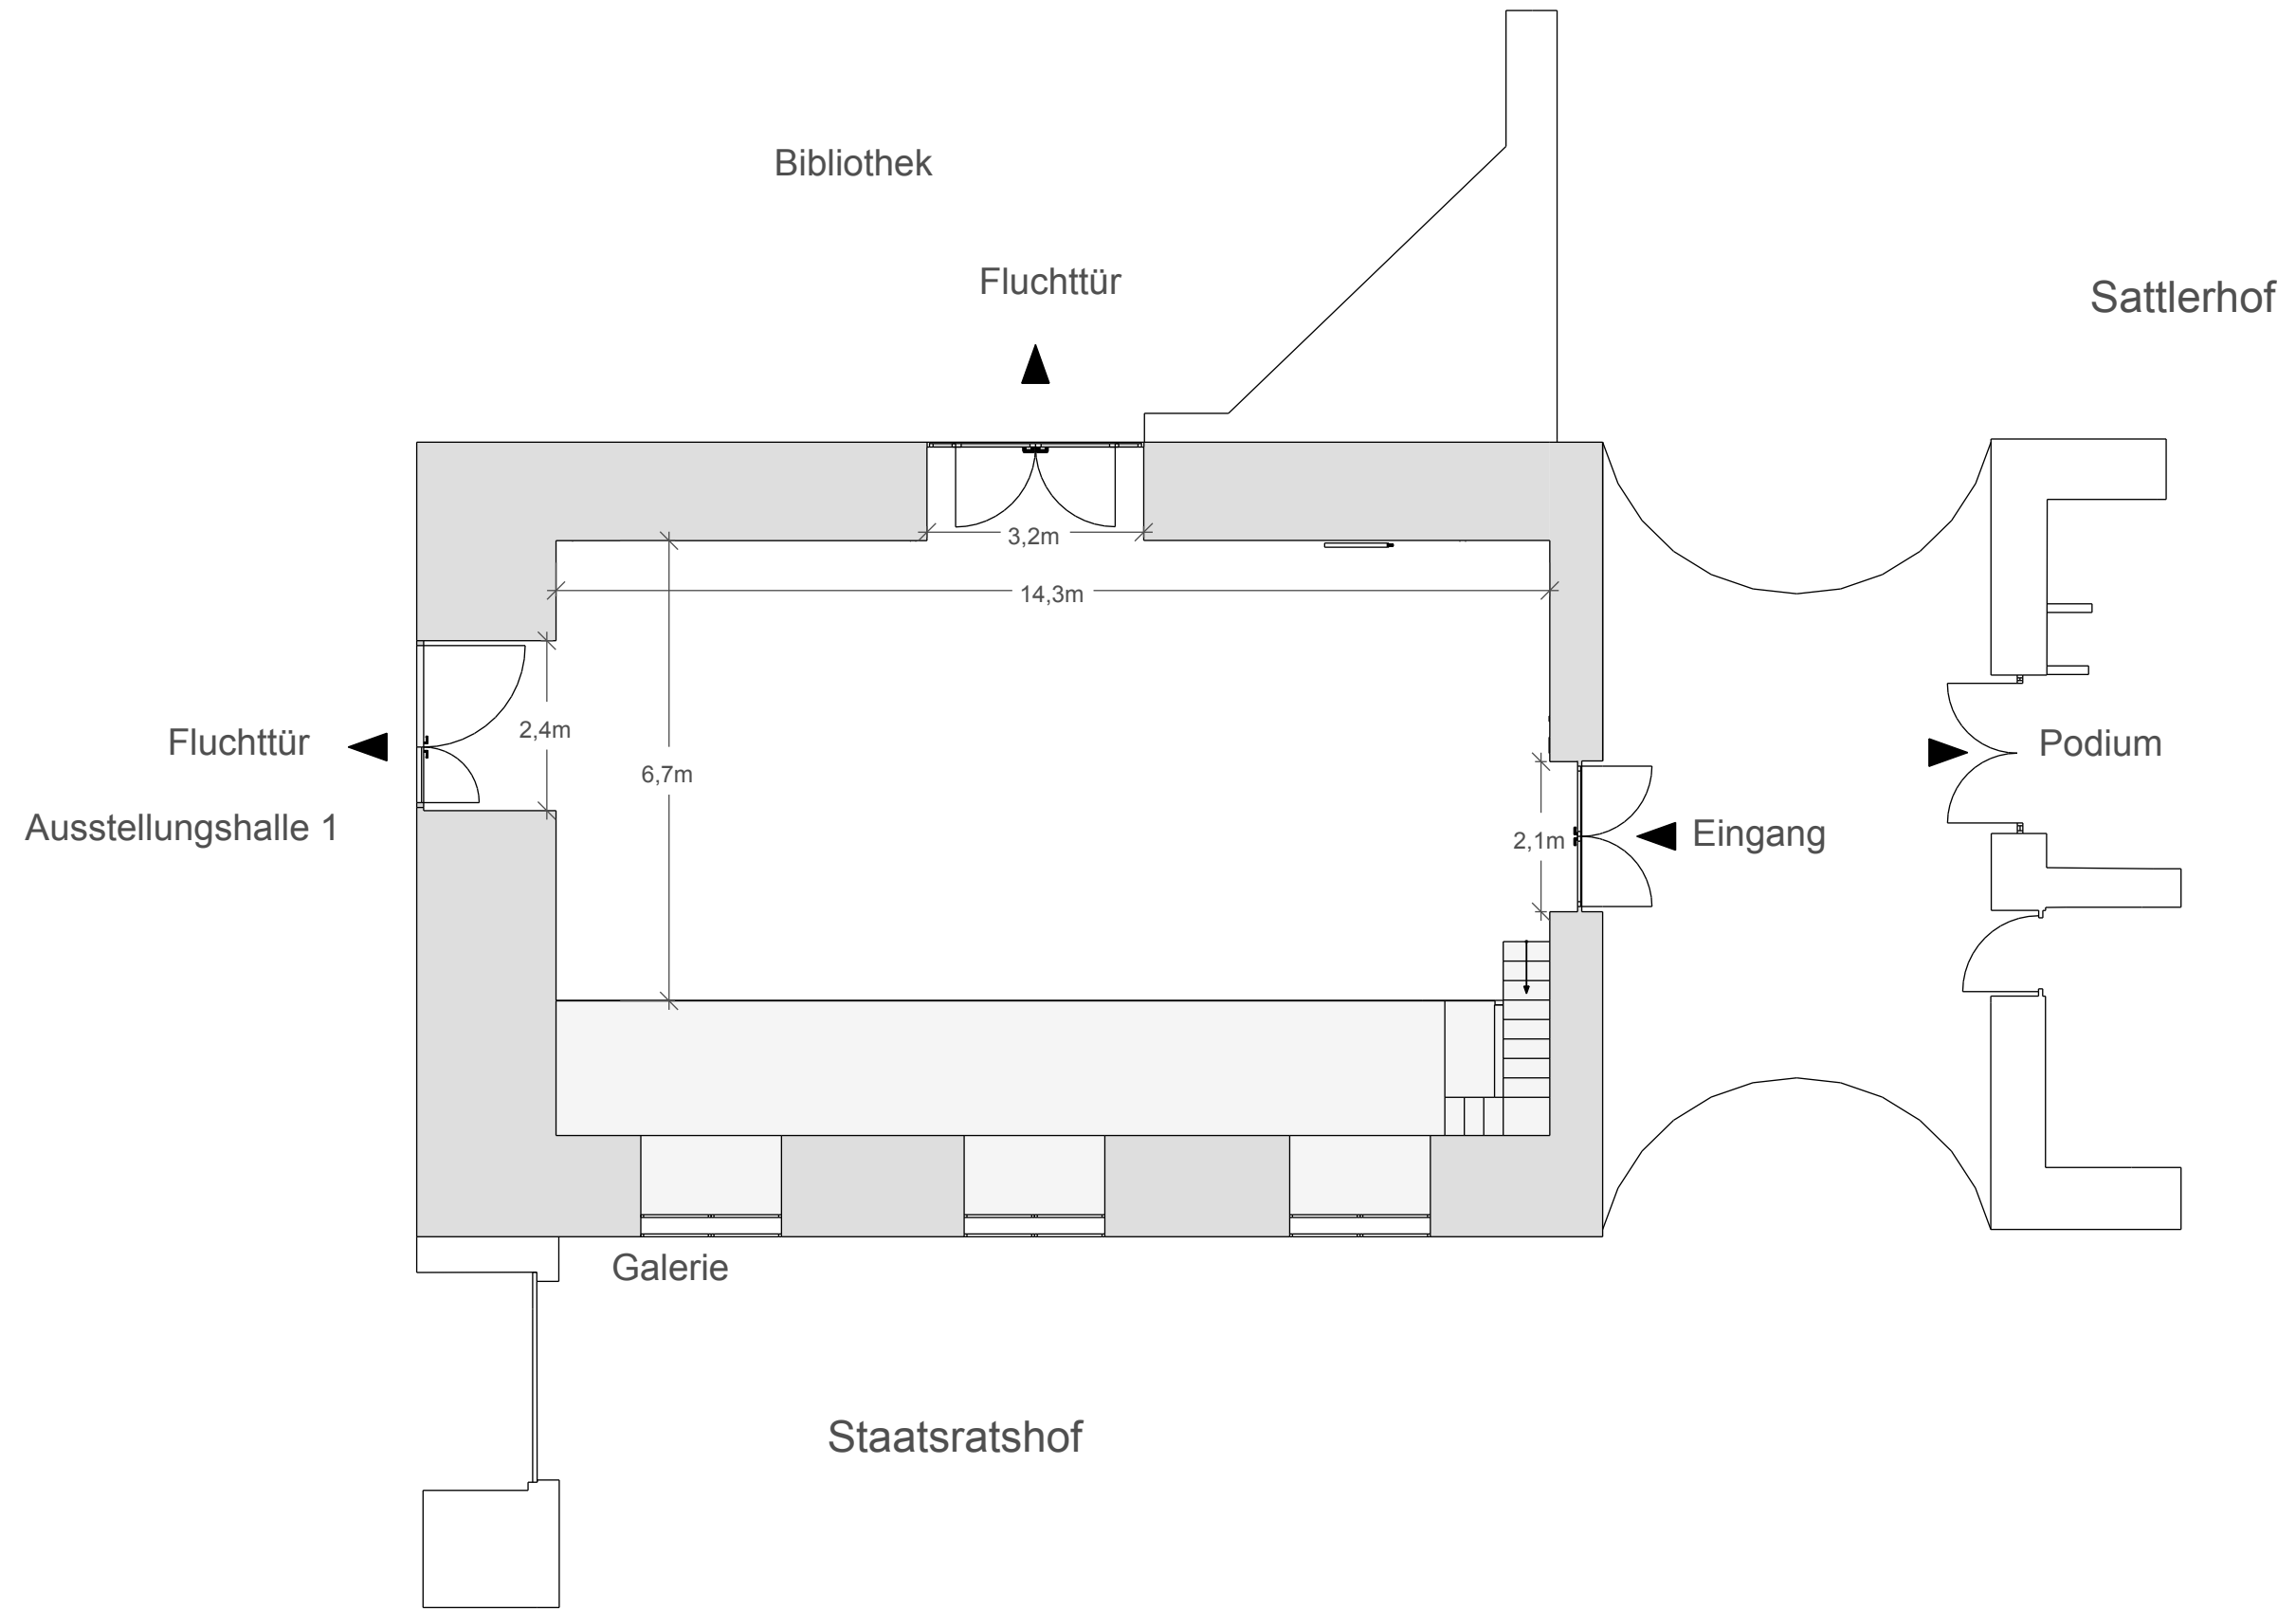 Bibliothek
Fluchttür
Sattlerhof
3,2m
14,3m
Fluchttür
2,4m
6,7m
Podium
Ausstellungshalle 1
2,1m
Eingang
Galerie
Staatsratshof